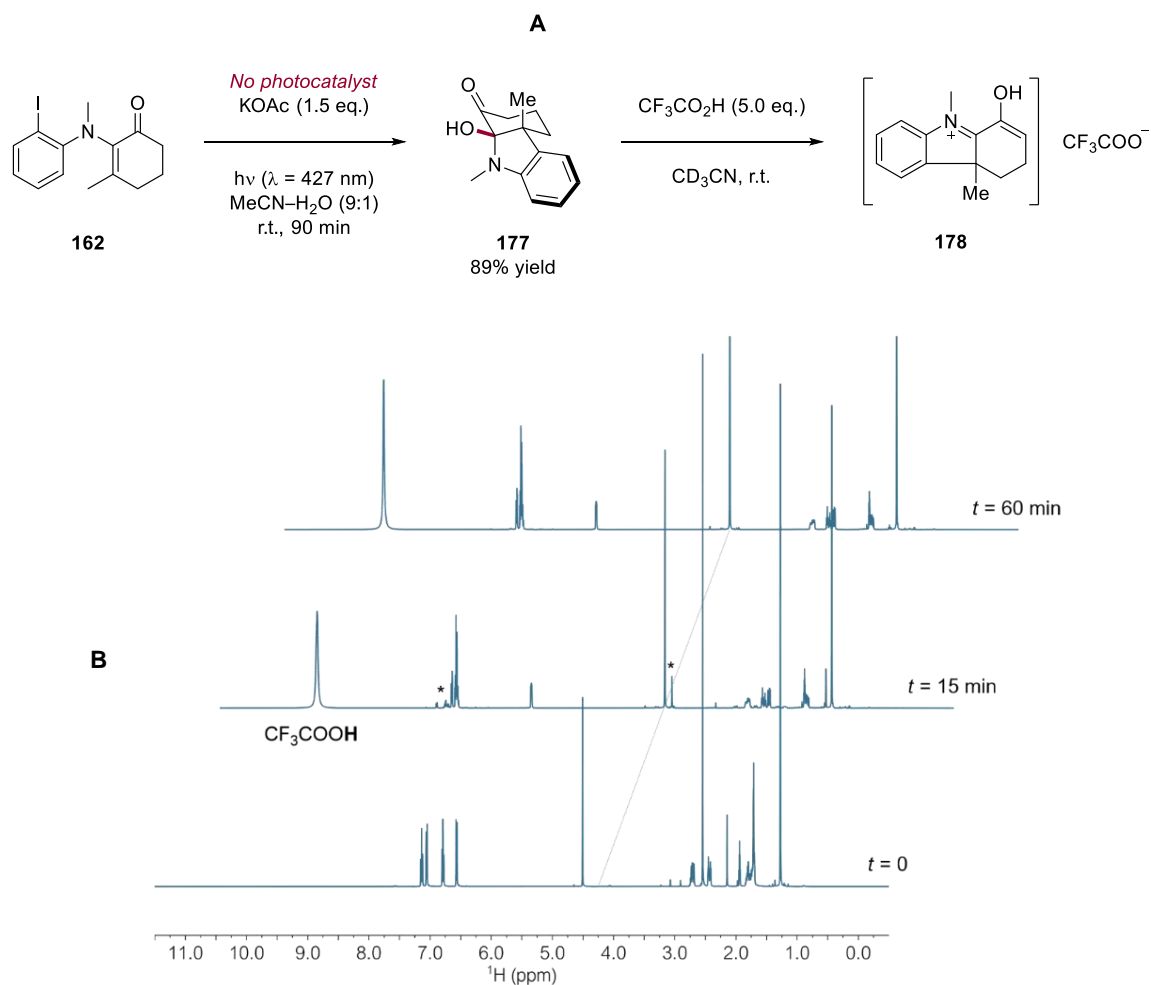 A
No photocatalyst
KOAc (1.5 eq.)
hν (λ = 427 nm)
MeCN–H₂O (9:1)
r.t., 90 min
I
N
O
162
O
Me
HO
N
177
89% yield
CF₃CO₂H (5.0 eq.)
CD₃CN, r.t.
OH
N
+
Me
CF₃COO⁻
178
B
t = 60 min
*
*
t = 15 min
CF₃COOH
t = 0
11.0 10.0 9.0 8.0 7.0 6.0 5.0 4.0 3.0 2.0 1.0 0.0
¹H (ppm)